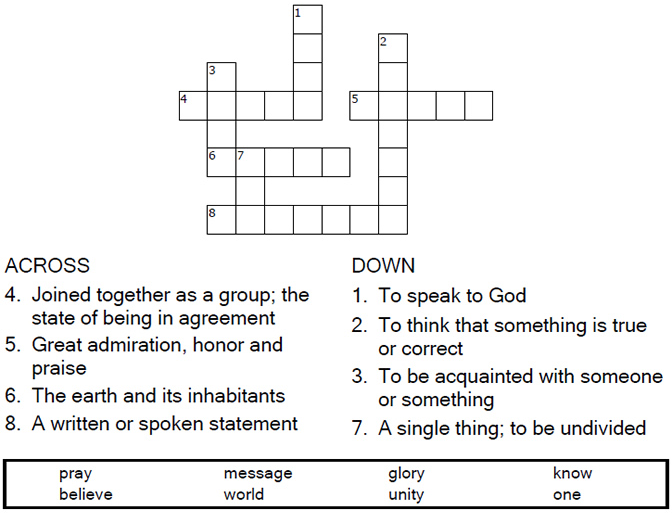 1
2
3
4
5
6
7
8
ACROSS
4. Joined together as a group; the
state of being in agreement
5. Great admiration, honor and
praise
6. The earth and its inhabitants
8. A written or spoken statement
DOWN
1. To speak to God
2. To think that something is true
or correct
3. To be acquainted with someone
or something
7. A single thing; to be undivided
pray message glory know
believe world unity one